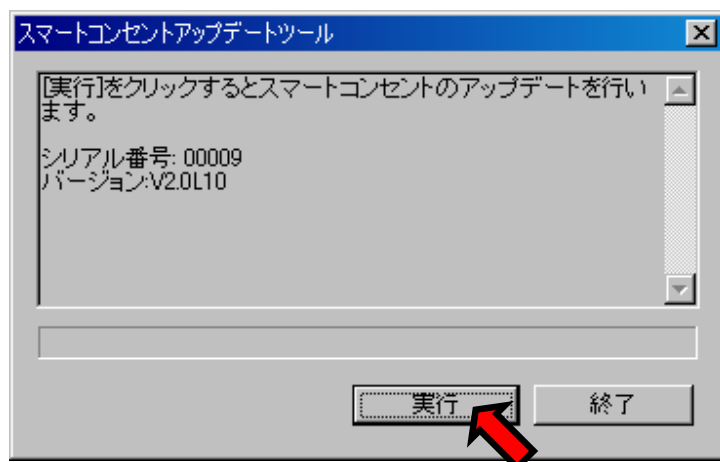 スマートコンセントアップデートツール
[実行]をクリックするとスマートコンセントのアップデートを行い
ます。
シリアル番号: 00009
バージョン:V2.0L10
実行
終了